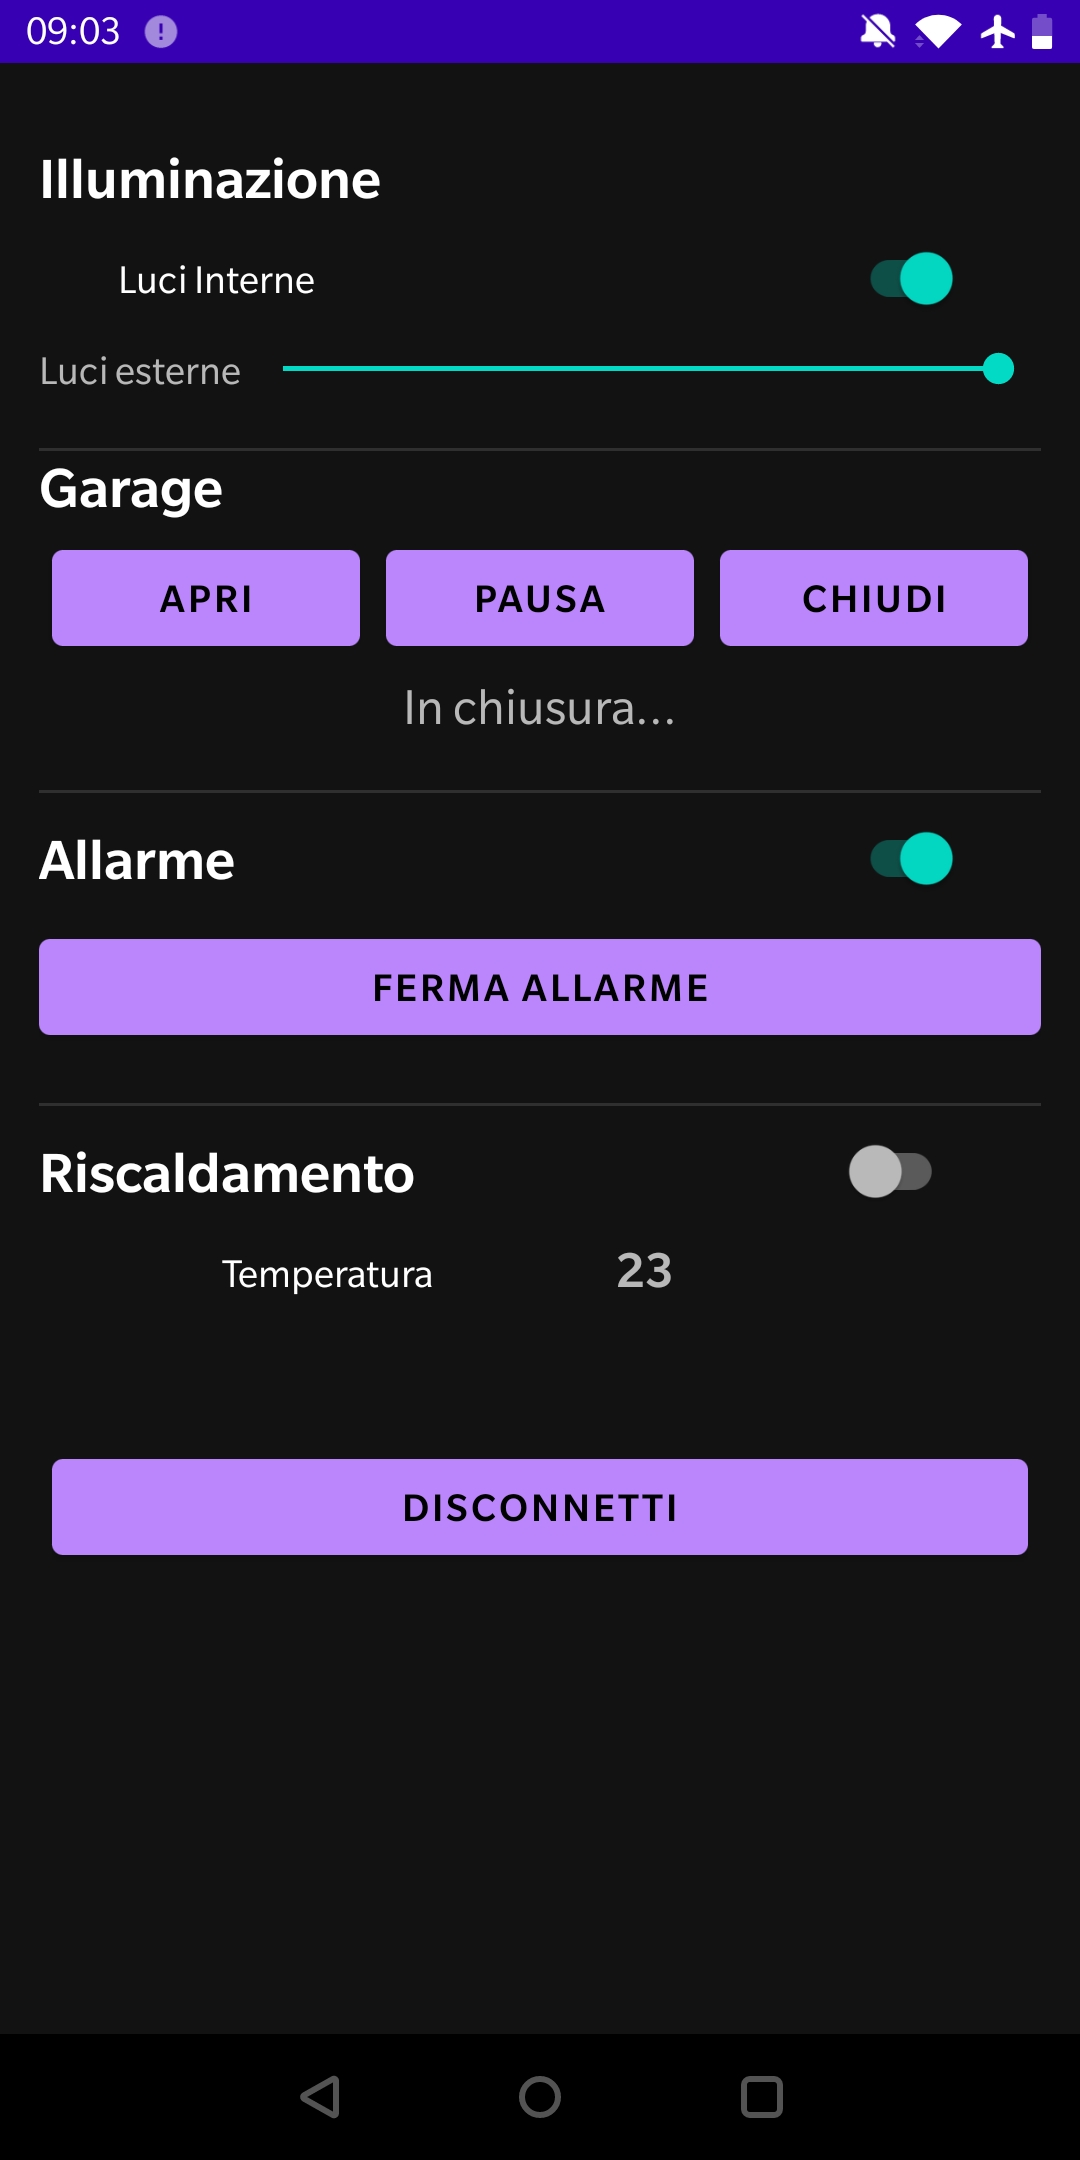 09:03
Illuminazione
Luci Interne
Luci esterne
Garage
APRI PAUSA CHIUDI
In chiusura...
Allarme
FERMA ALLARME
Riscaldamento
Temperatura 23
DISCONNETTI